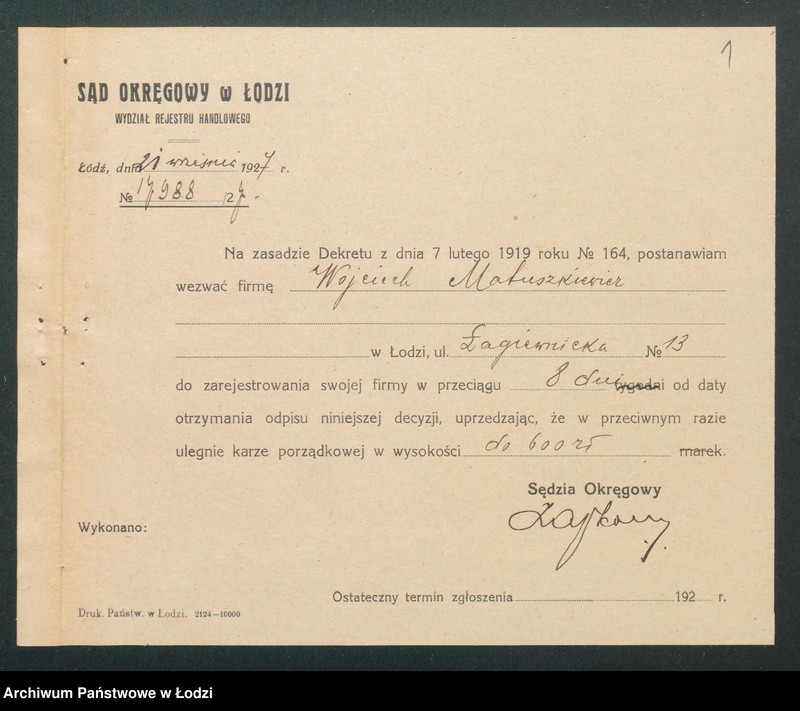 1
SĄD OKRĘGOWY w ŁODZI
WYDZIAŁ REJESTRU HANDLOWEGO
Łódź, dnia 21 września 1927 r.
№ 17988 /27.
Na zasadzie Dekretu z dnia 7 lutego 1919 roku № 164, postanawiam
wezwać firmę Wojciech Matuszkiewicz
w Łodzi, ul. Łagiewnicka № 13
do zarejestrowania swojej firmy w przeciągu 8 dni tygodni od daty
otrzymania odpisu niniejszej decyzji, uprzedzając, że w przeciwnym razie
ulegnie karze porządkowej w wysokości do 600 zł marek.
Sędzia Okręgowy
Wykonano:
Ostateczny termin zgłoszenia 192 r.
Druk. Państw. w Łodzi. 2124—10000
Archiwum Państwowe w Łodzi